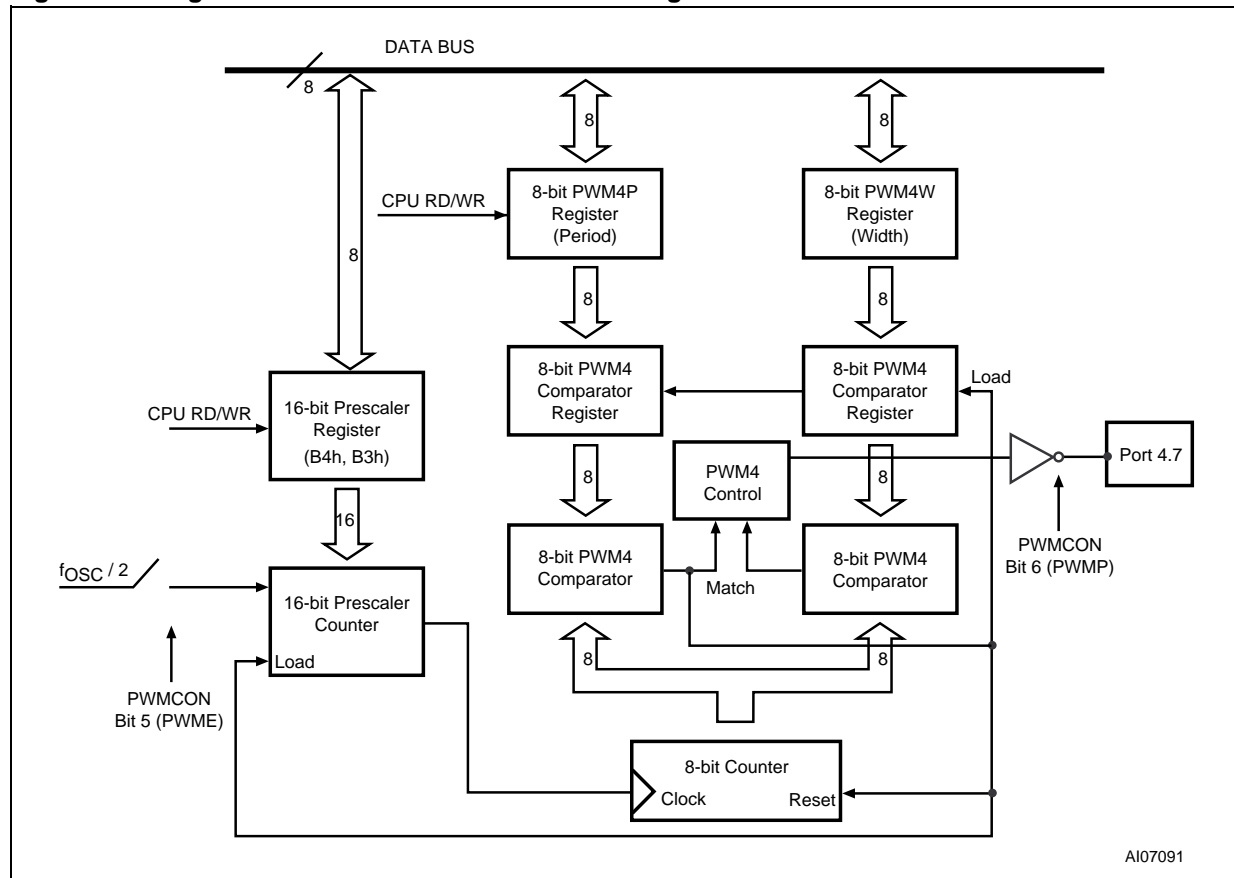 DATA BUS
8
8
8
CPU RD/WR
8-bit PWM4P
Register
(Period)
8-bit PWM4W
Register
(Width)
8
8
8
8-bit PWM4
Comparator
Register
8-bit PWM4
Comparator
Register
Load
CPU RD/WR
16-bit Prescaler
Register
(B4h, B3h)
8
PWM4
Control
8
Port 4.7
16
8-bit PWM4
Comparator
Match
8-bit PWM4
Comparator
PWMCON
Bit 6 (PWMP)
fOSC / 2
16-bit Prescaler
Counter
Load
8
8
PWMCON
Bit 5 (PWME)
8-bit Counter
Clock
Reset
AI07091